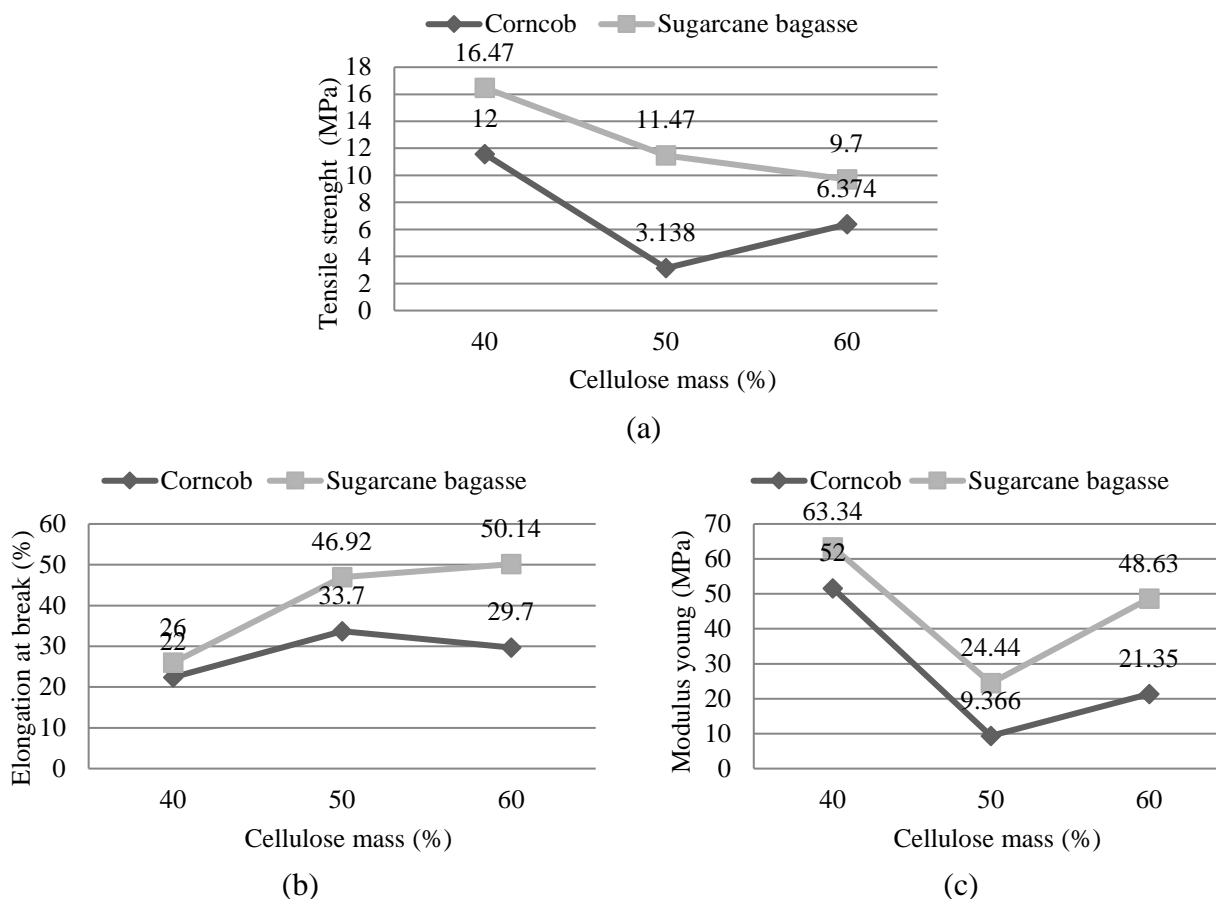 Corncob Sugarcane bagasse
16.47
18
16
14
12
10
8
6
4
2
0
Tensile strenght (MPa)
12
11.47
9.7
6.374
3.138
40 50 60
Cellulose mass (%)
(a)
Corncob Sugarcane bagasse
60
50
40
30
20
10
0
Elongation at break (%)
46.92
50.14
33.7
29.7
26
22
40 50 60
Cellulose mass (%)
(b)
Corncob Sugarcane bagasse
63.34
70
60
50
40
30
20
10
0
Modulus young (MPa)
52
48.63
24.44
21.35
9.366
40 50 60
Cellulose mass (%)
(c)